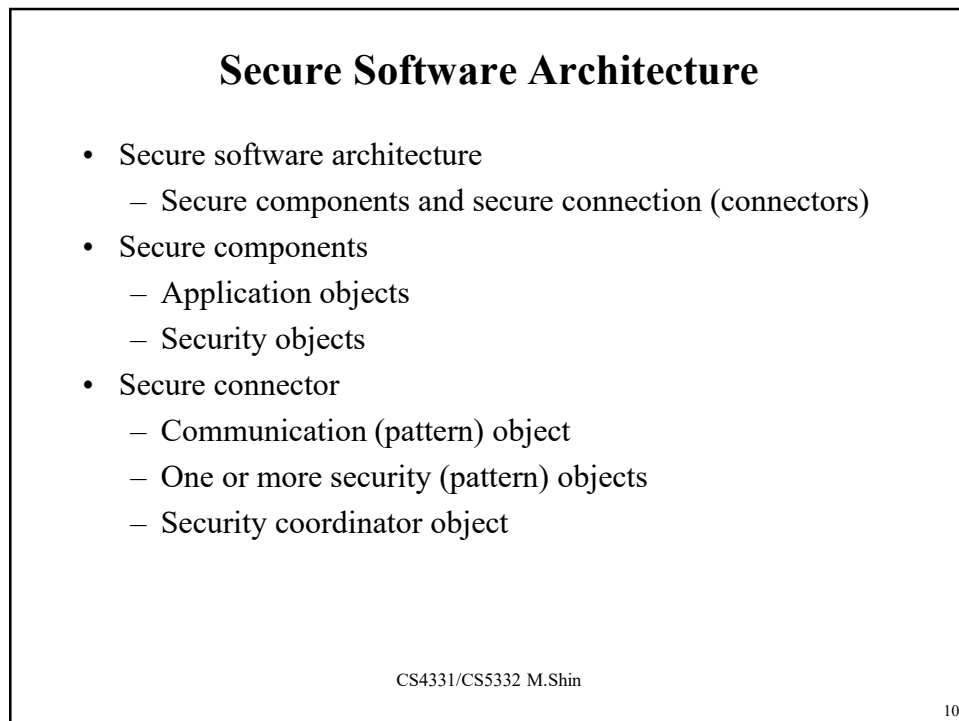 Secure Software Architecture
• Secure software architecture
– Secure components and secure connection (connectors)
• Secure components
– Application objects
– Security objects
• Secure connector
– Communication (pattern) object
– One or more security (pattern) objects
– Security coordinator object
CS4331/CS5332 M.Shin
10